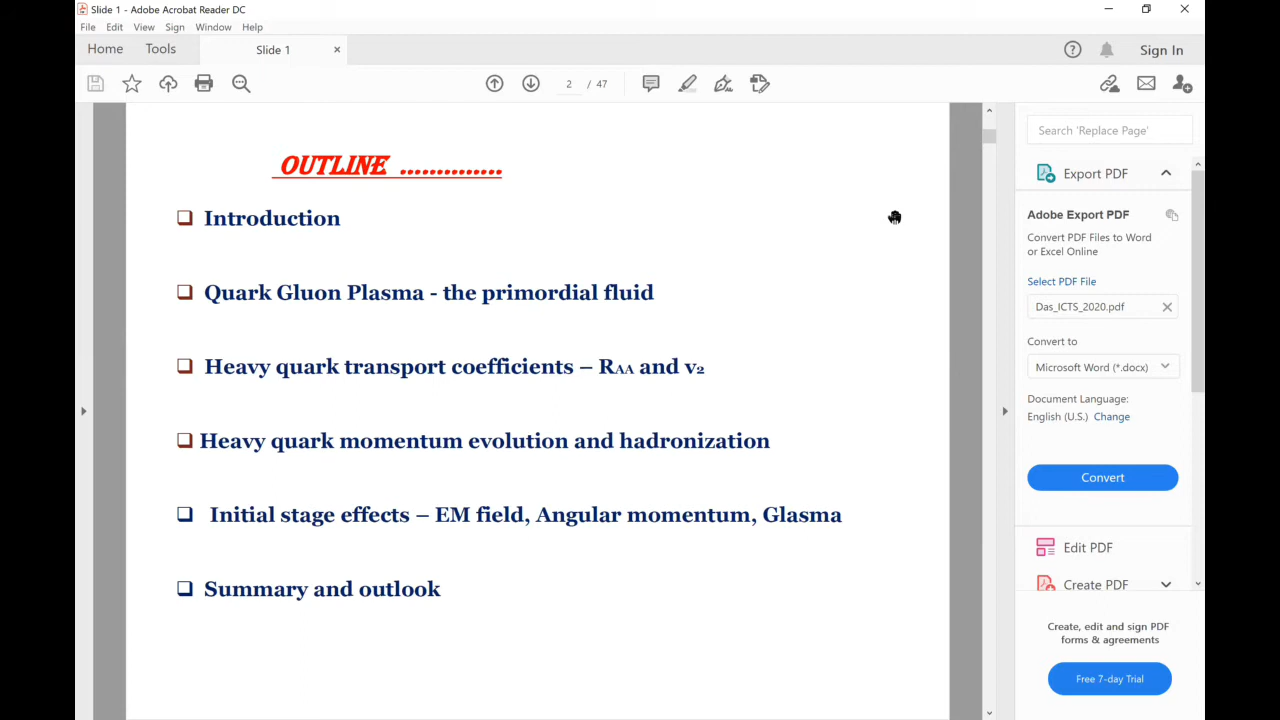 Slide 1 - Adobe Acrobat Reader DC
File Edit View Sign Window Help
Home Tools Slide 1 × Sign In
2 / 47
OUTLINE ..............
Introduction
Quark Gluon Plasma - the primordial fluid
Heavy quark transport coefficients – RAA and v2
Heavy quark momentum evolution and hadronization
Initial stage effects – EM field, Angular momentum, Glasma
Summary and outlook
Search 'Replace Page'
Export PDF
Adobe Export PDF
Convert PDF Files to Word
or Excel Online
Select PDF File
Das_ICTS_2020.pdf
Convert to
Microsoft Word (*.docx)
Document Language:
English (U.S.) Change
Convert
Edit PDF
Create PDF
Create, edit and sign PDF
forms & agreements
Free 7-day Trial